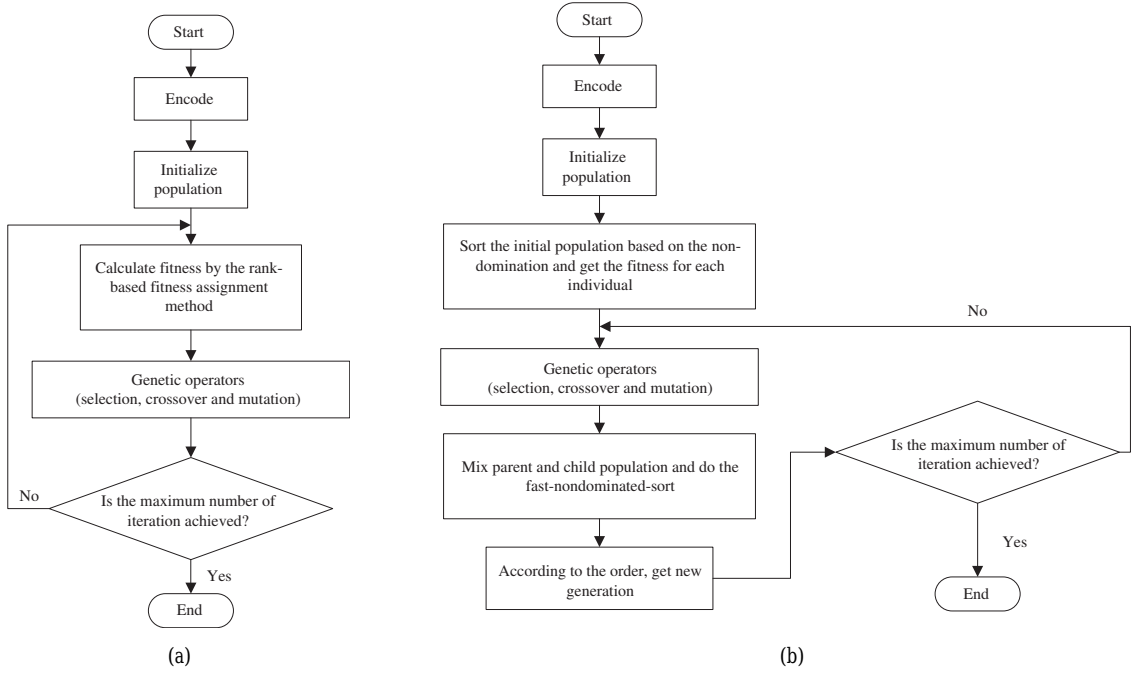 Start
Encode
Initialize
population
Calculate fitness by the rank-
based fitness assignment
method
Genetic operators
(selection, crossover and mutation)
Is the maximum number of
iteration achieved?
No
Yes
End
(a)
Start
Encode
Initialize
population
Sort the initial population based on the non-
domination and get the fitness for each
individual
No
Genetic operators
(selection, crossover and mutation)
Mix parent and child population and do the
fast-nondominated-sort
According to the order, get new
generation
Is the maximum number of
iteration achieved?
Yes
End
(b)